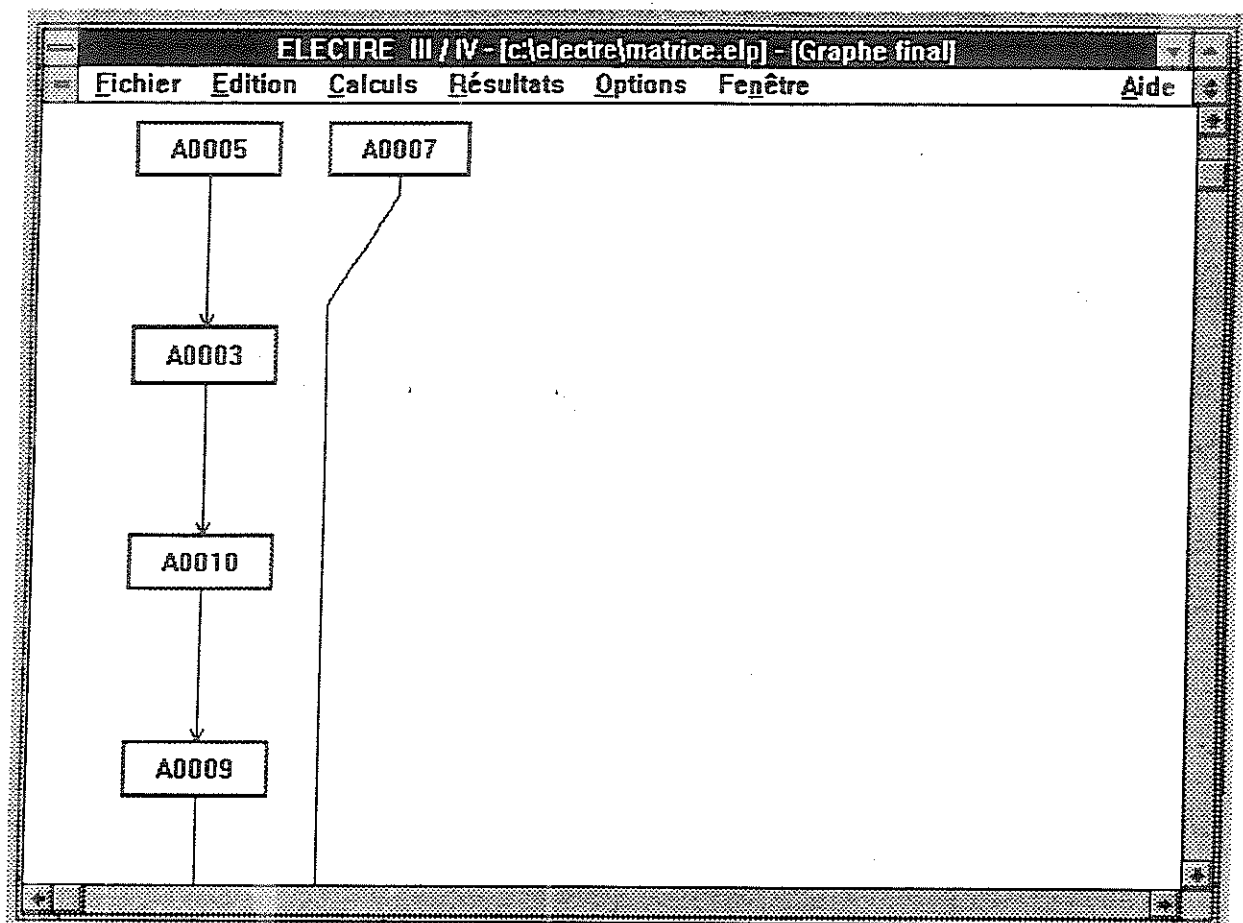 ELECTRE III / IV - [c:\electre\matrice.elp] - [Graphe final]
Fichier Edition Calculs Résultats Options Fenêtre Aide
A0005 A0007
A0003
A0010
A0009